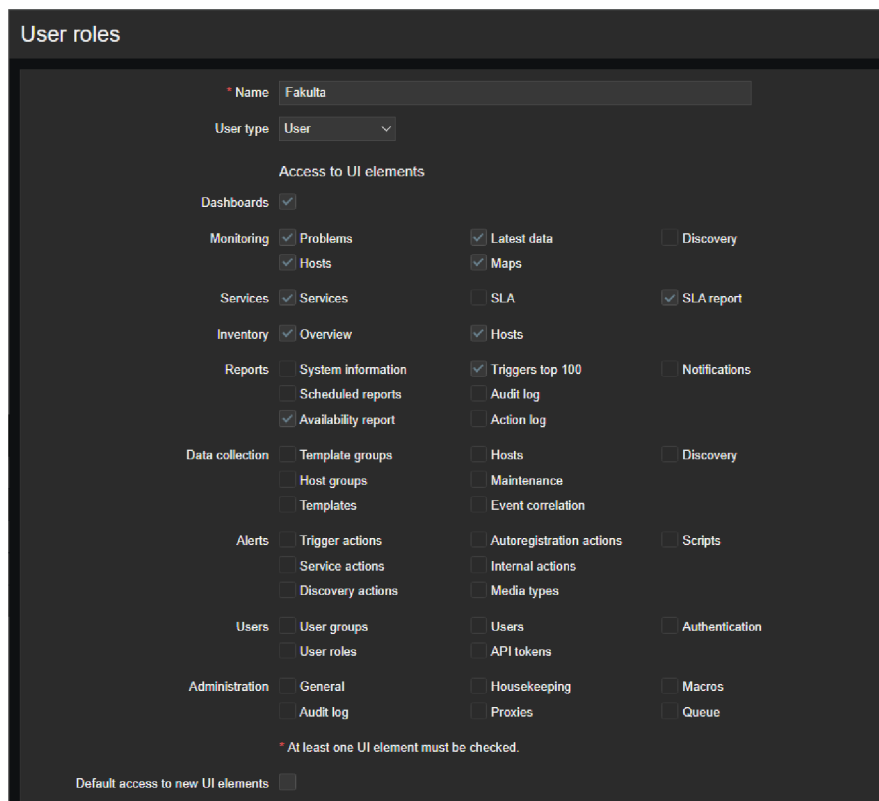 User roles
* Name Fakulta
User type User
Access to UI elements
Dashboards
Monitoring Problems Latest data Discovery
Hosts Maps
Services Services SLA SLA report
Inventory Overview Hosts
Reports System information Triggers top 100 Notifications
Scheduled reports Audit log
Availability report Action log
Data collection Template groups Hosts Discovery
Host groups Maintenance
Templates Event correlation
Alerts Trigger actions Autoregistration actions Scripts
Service actions Internal actions
Discovery actions Media types
Users User groups Users Authentication
User roles API tokens
Administration General Housekeeping Macros
Audit log Proxies Queue
* At least one UI element must be checked.
Default access to new UI elements